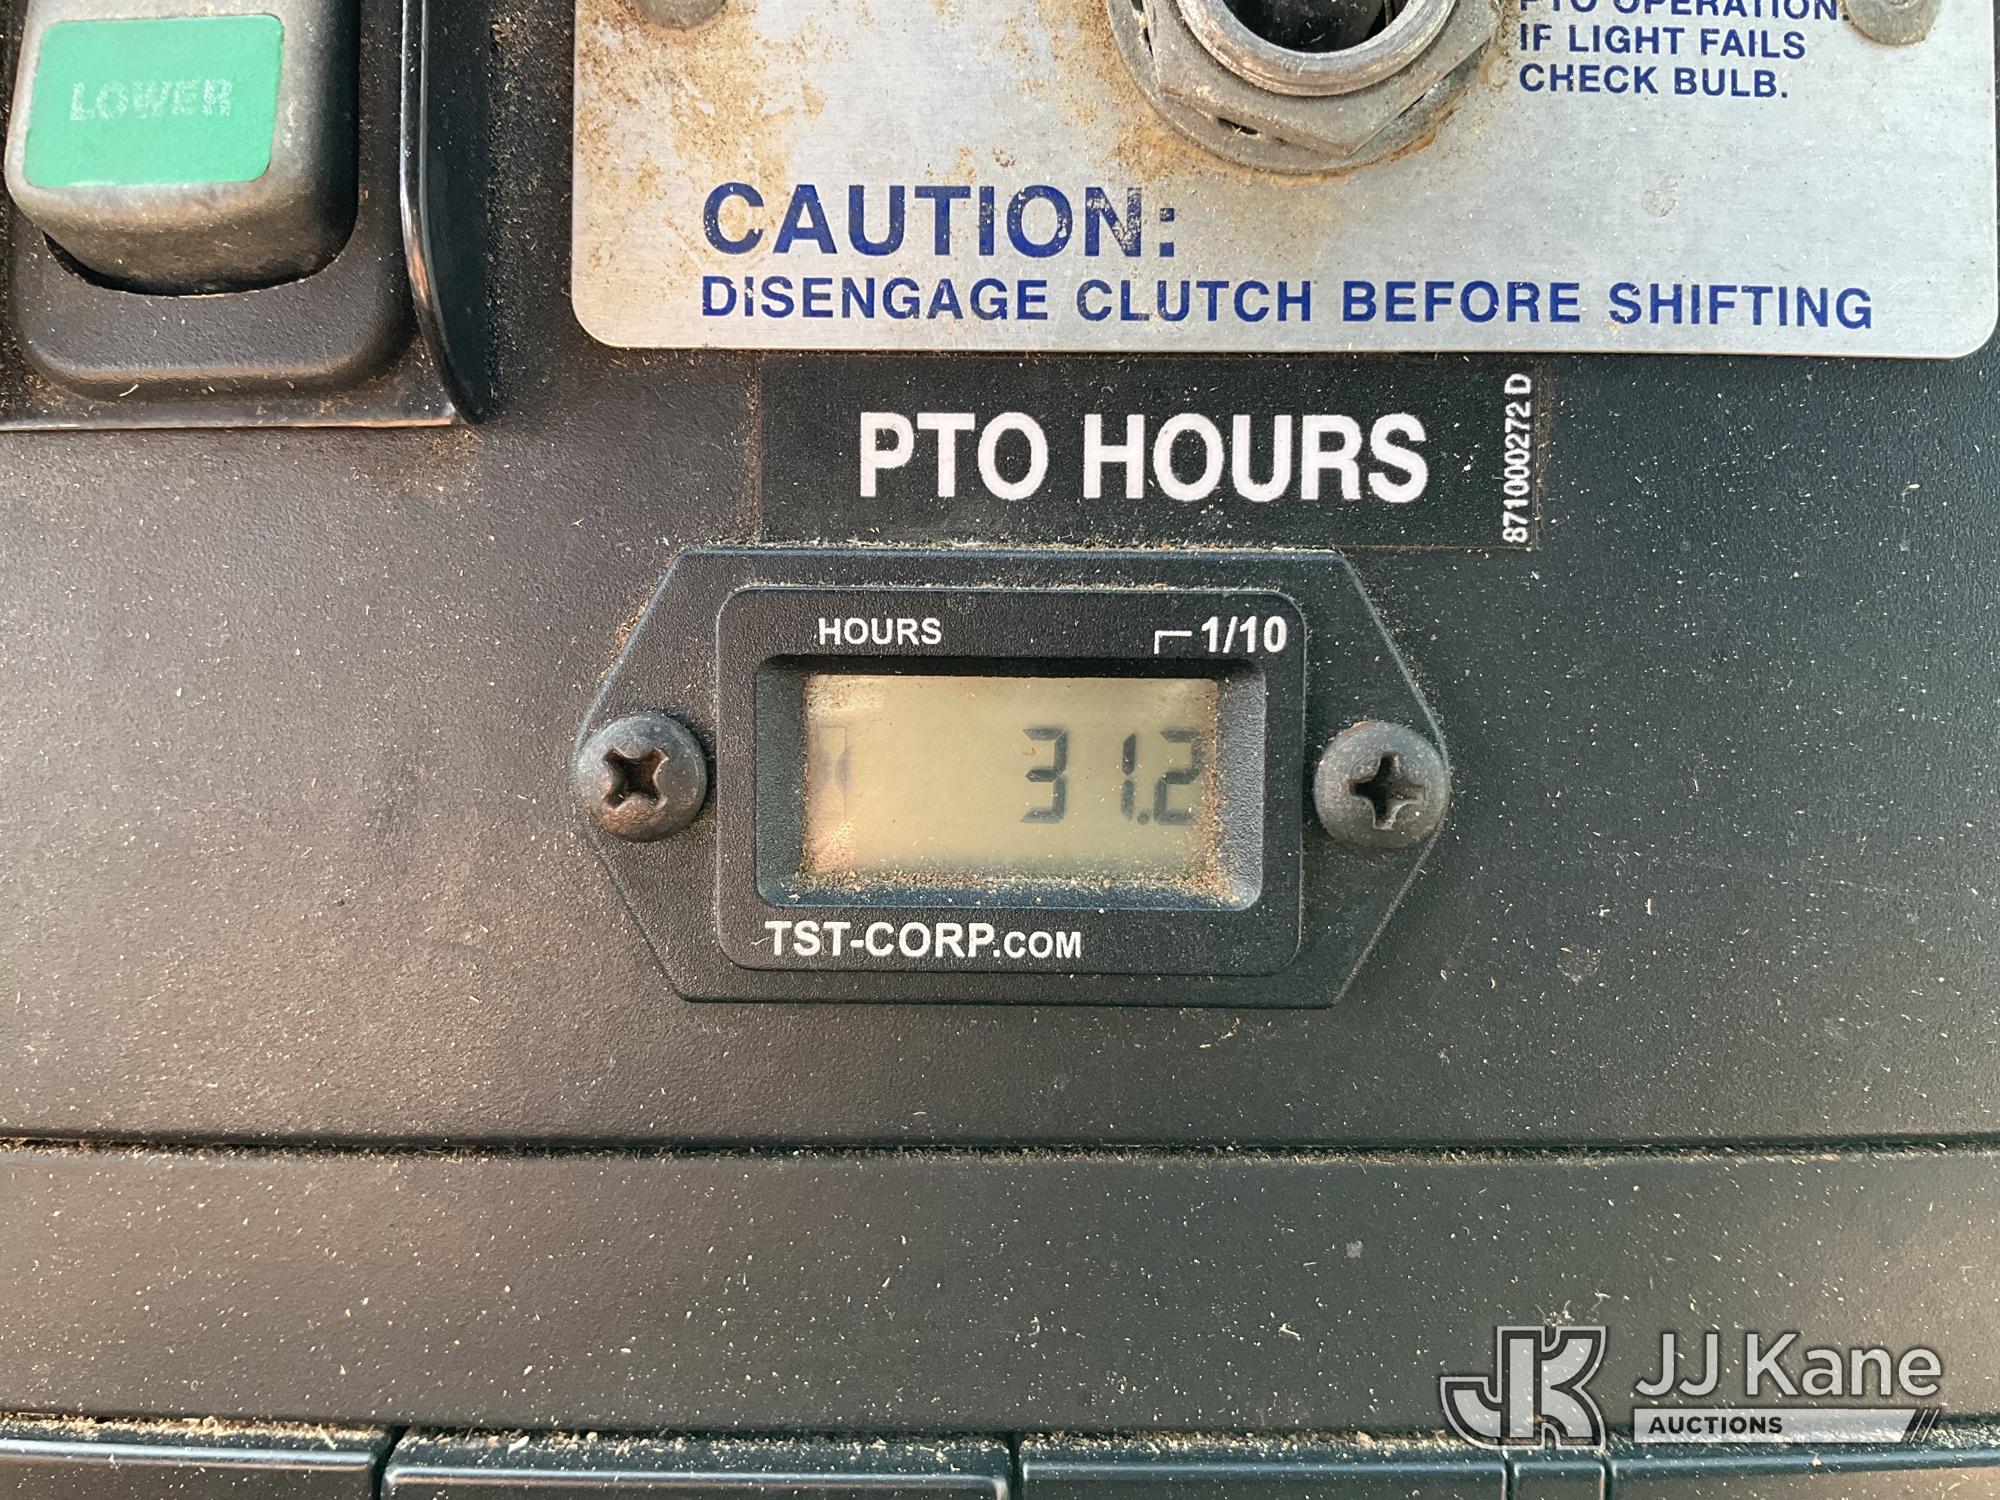 LOWER
PTO OPERATION.
IF LIGHT FAILS
CHECK BULB.
CAUTION:
DISENGAGE CLUTCH BEFORE SHIFTING
PTO HOURS
871000272 D
HOURS
1/10
31.2
TST-CORP.COM
JK
JJ Kane
AUCTIONS